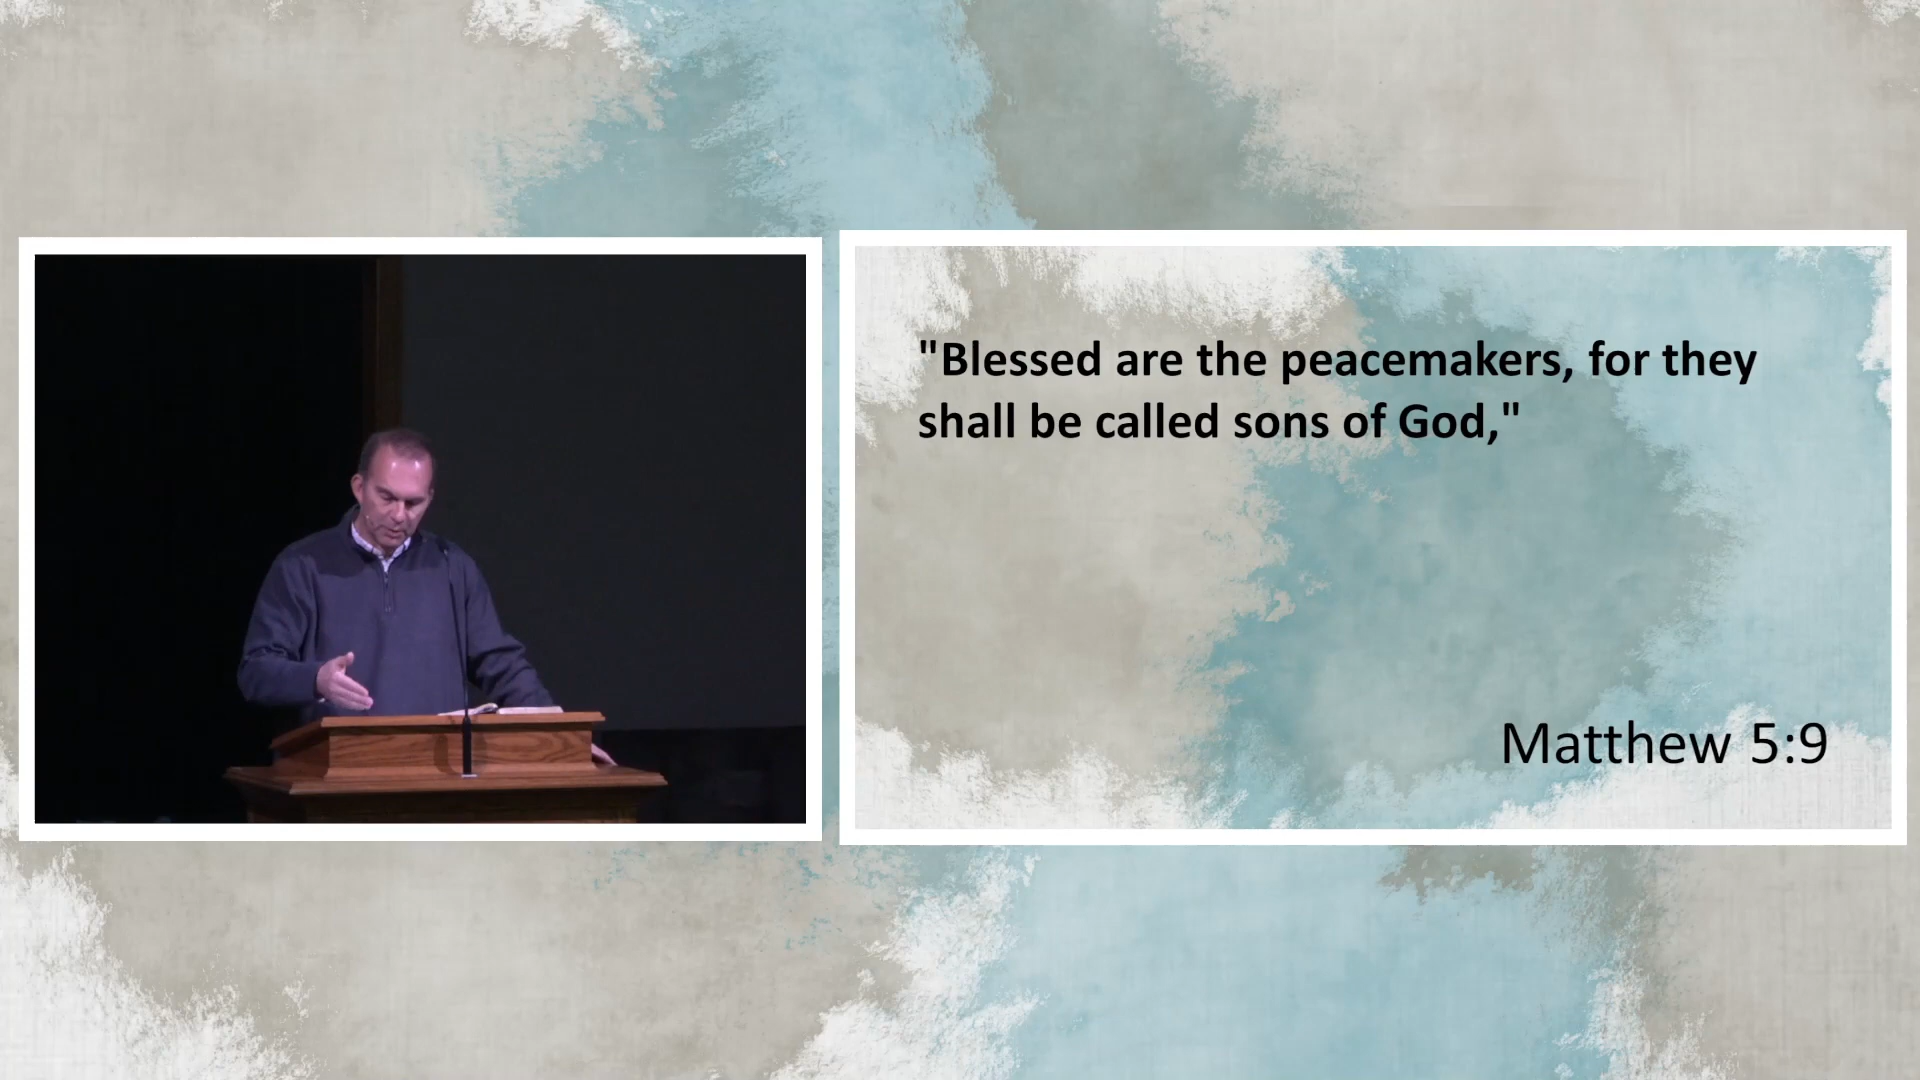 "Blessed are the peacemakers, for they
shall be called sons of God,"
Matthew 5:9